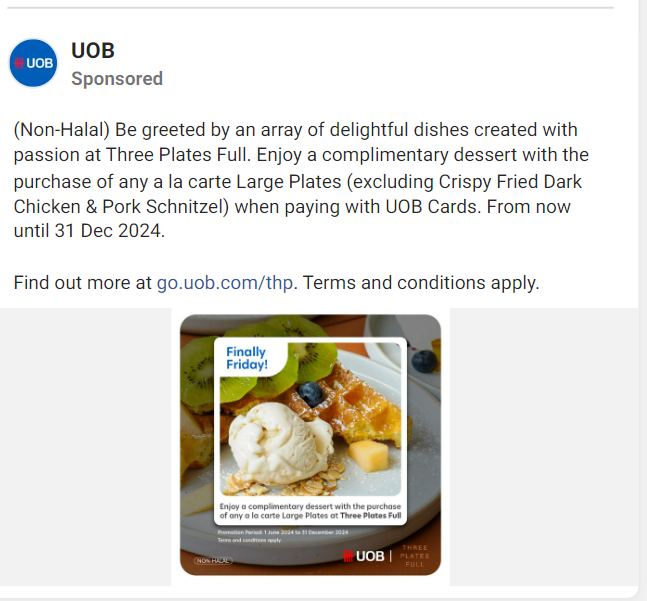 UOB
UOB
Sponsored
(Non-Halal) Be greeted by an array of delightful dishes created with
passion at Three Plates Full. Enjoy a complimentary dessert with the
purchase of any a la carte Large Plates (excluding Crispy Fried Dark
Chicken & Pork Schnitzel) when paying with UOB Cards. From now
until 31 Dec 2024.
Find out more at go.uob.com/thp. Terms and conditions apply.
Finally
Friday!
Enjoy a complimentary dessert with the purchase
of any a la carte Large Plates at Three Plates Full
Promotion Period: 1 June 2024 to 31 December 2024
Terms and conditions apply.
NON-HALAL
UOB
THREE
PLATES
FULL